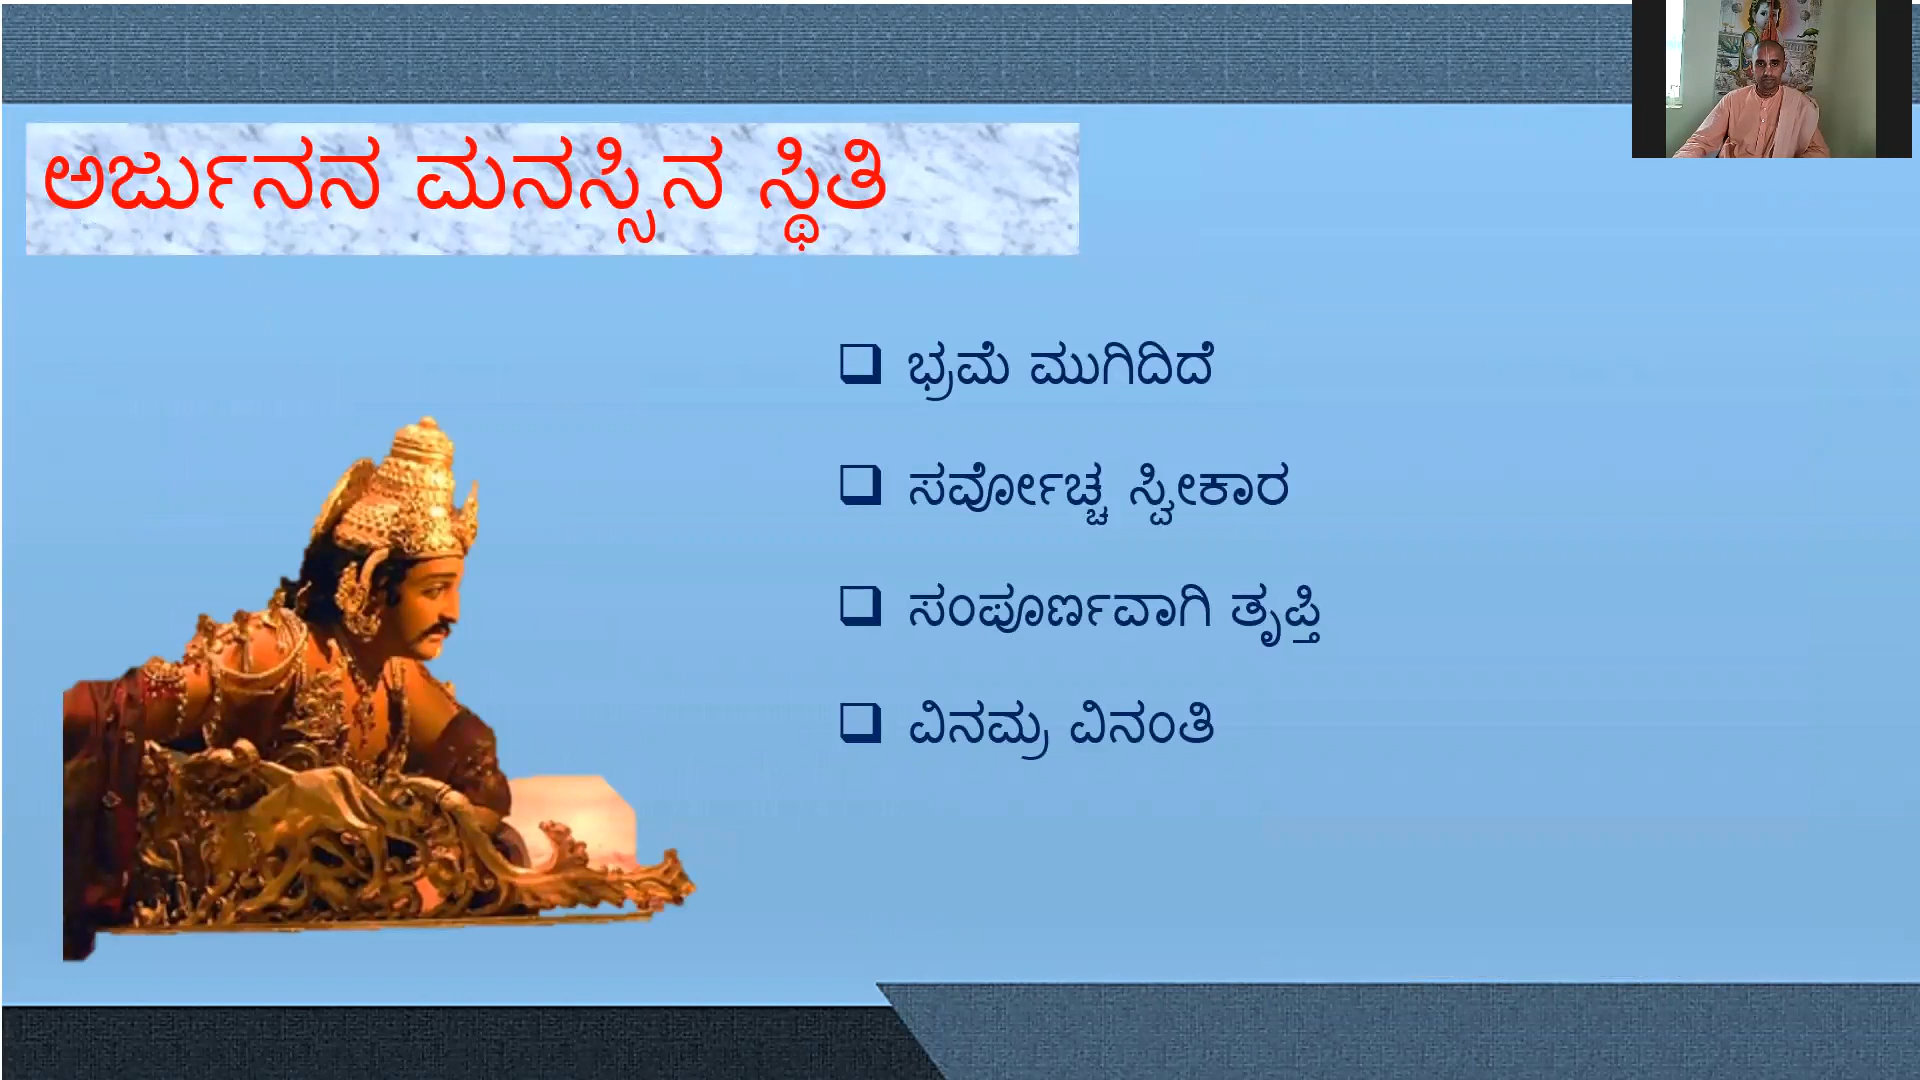 ಅರ್ಜುನನ ಮನಸ್ಸಿನ ಸ್ಥಿತಿ
ಭ್ರಮೆ ಮುಗಿದಿದೆ
ಸರ್ವೋಚ್ಚ ಸ್ವೀಕಾರ
ಸಂಪೂರ್ಣವಾಗಿ ತೃಪ್ತಿ
ವಿನಮ್ರ ವಿನಂತಿ